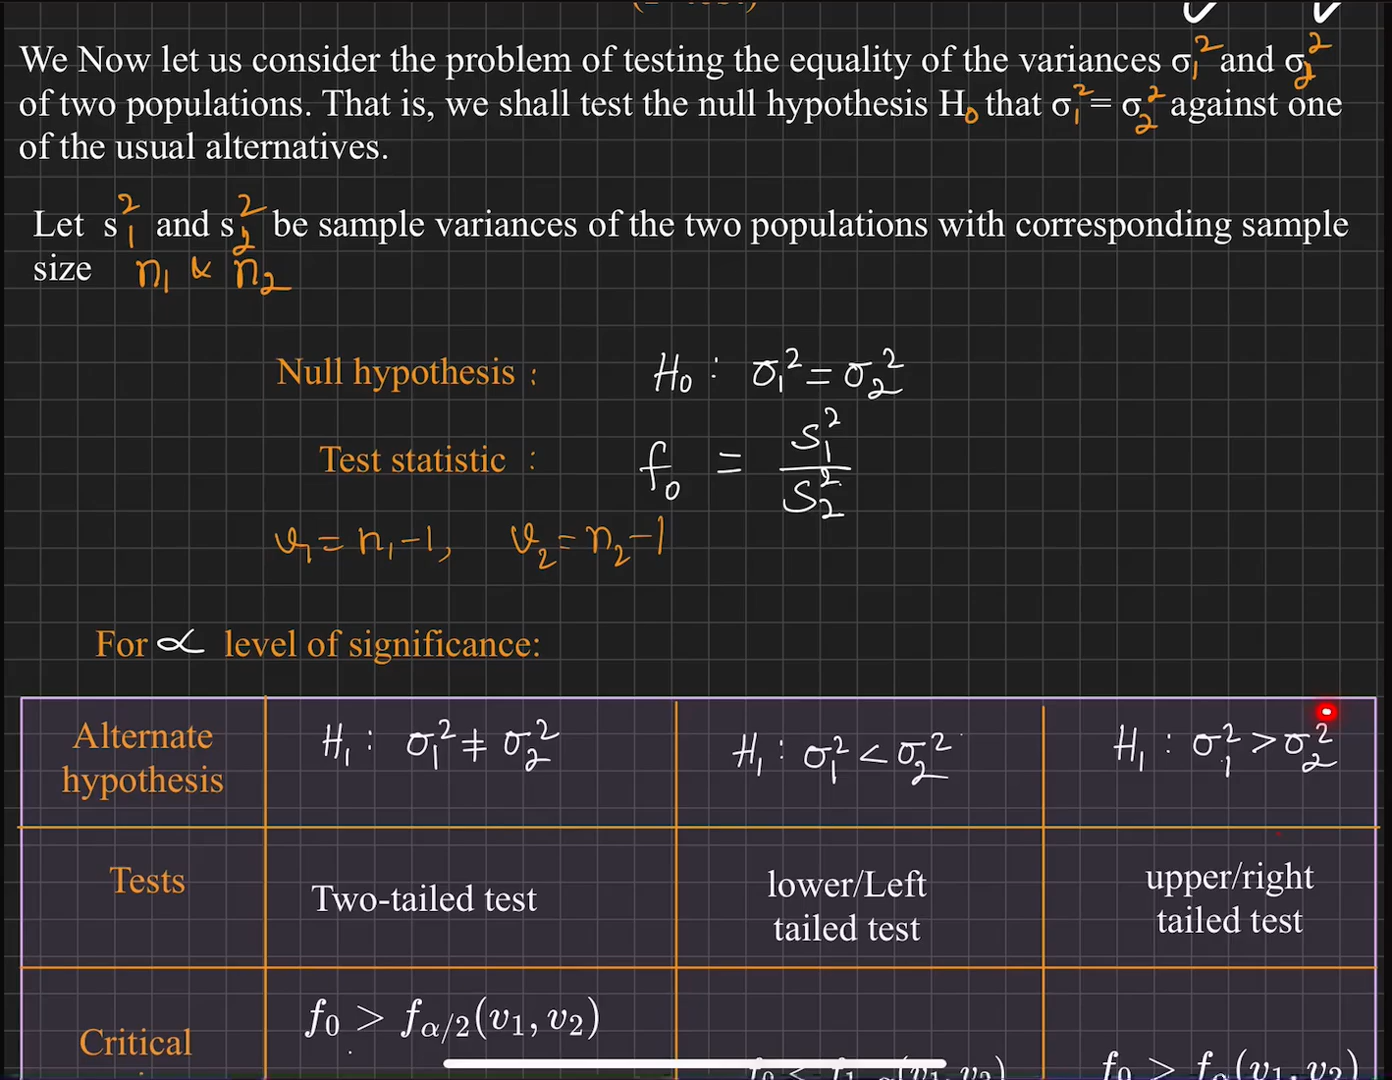 We Now let us consider the problem of testing the equality of the variances σ₁² and σ₂²
of two populations. That is, we shall test the null hypothesis H₀ that σ₁² = σ₂² against one
of the usual alternatives.
Let s₁² and s₂² be sample variances of the two populations with corresponding sample
size n₁ & n₂
Null hypothesis : H₀ : σ₁² = σ₂²
Test statistic : f₀ = S₁² / S₂²
v₁ = n₁ - 1, v₂ = n₂ - 1
For α level of significance:
Alternate hypothesis
H₁ : σ₁² ≠ σ₂²
H₁ : σ₁² < σ₂²
H₁ : σ₁² > σ₂²
Tests
Two-tailed test
lower/Left
tailed test
upper/right
tailed test
Critical
f₀ > f_{α/2}(v₁, v₂)
f₀ > f_α(v₁, v₂)